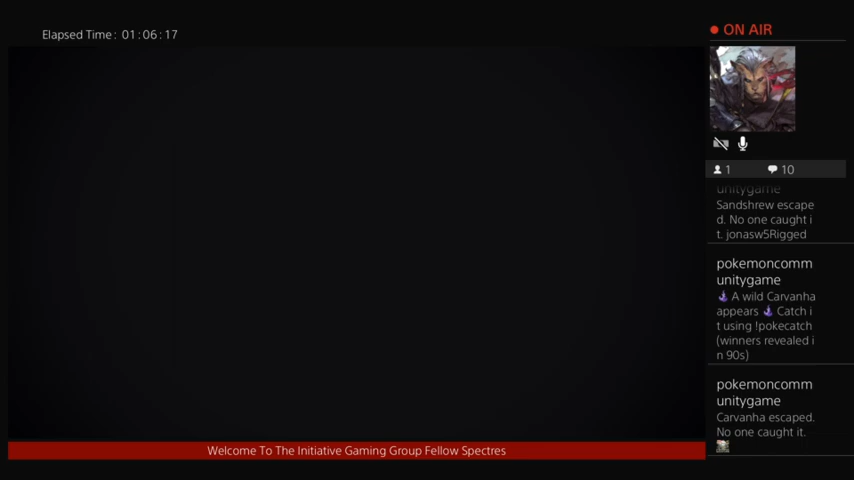 Elapsed Time: 01:06:17
ON AIR
1
10
unitygame
Sandshrew escape
d. No one caught i
t. jonasw5Rigged
pokemoncomm
unitygame
A wild Carvanha
appears Catch i
t using !pokecatch
(winners revealed i
n 90s)
pokemoncomm
unitygame
Carvanha escaped.
No one caught it.
Welcome To The Initiative Gaming Group Fellow Spectres